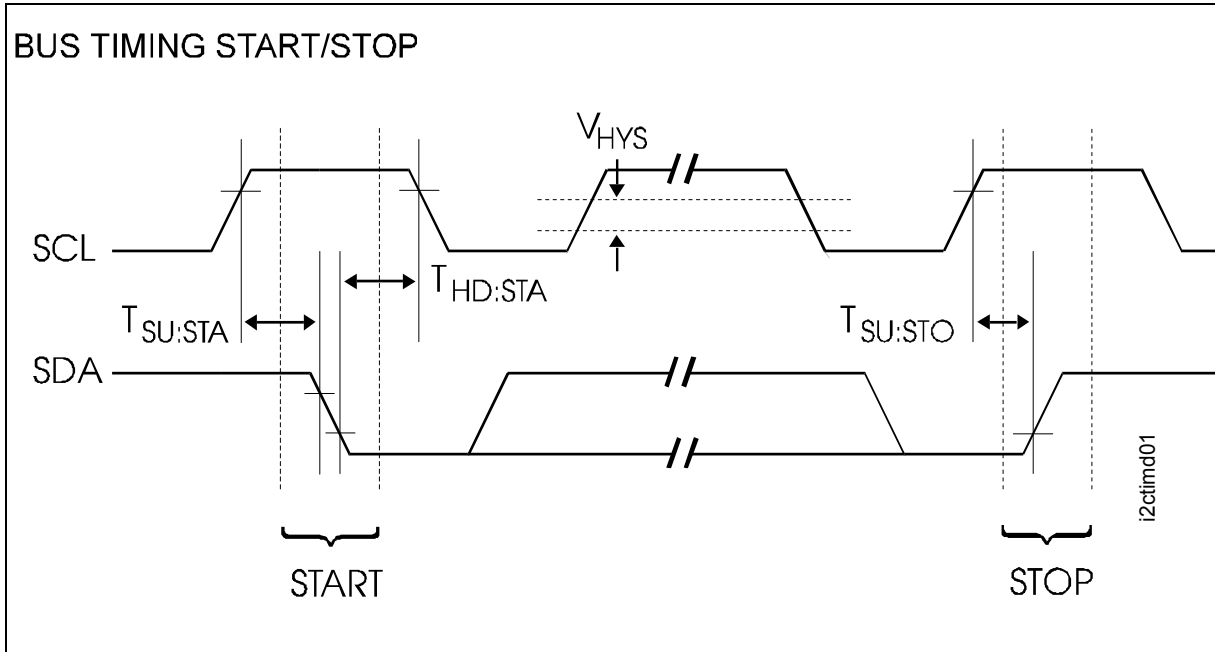 BUS TIMING START/STOP
VHYS
SCL
THD:STA
TSU:STA
TSU:STO
SDA
i2ctimd01
START
STOP